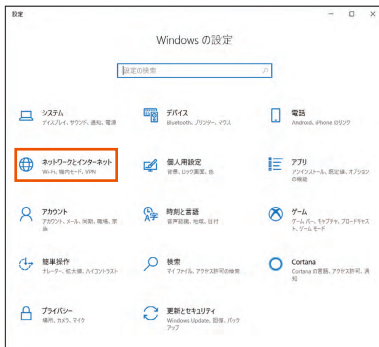 設定
Windows の設定
設定の検索
システム
ディスプレイ、サウンド、通知、電源
デバイス
Bluetooth、プリンター、マウス
電話
Android、iPhone のリンク
ネットワークとインターネット
Wi-Fi、機内モード、VPN
個人用設定
背景、ロック画面、色
アプリ
アンインストール、既定値、オプション
の機能
アカウント
アカウント、メール、同期、職場、家
族
時刻と言語
音声認識、地域、日付
ゲーム
ゲーム バー、キャプチャ、ブロードキャス
ト、ゲーム モード
簡単操作
ナレーター、拡大鏡、ハイコントラスト
検索
マイ ファイル、アクセス許可の検索
Cortana
Cortana の言語、アクセス許可、通
知
プライバシー
場所、カメラ、マイク
更新とセキュリティ
Windows Update、回復、バック
アップ